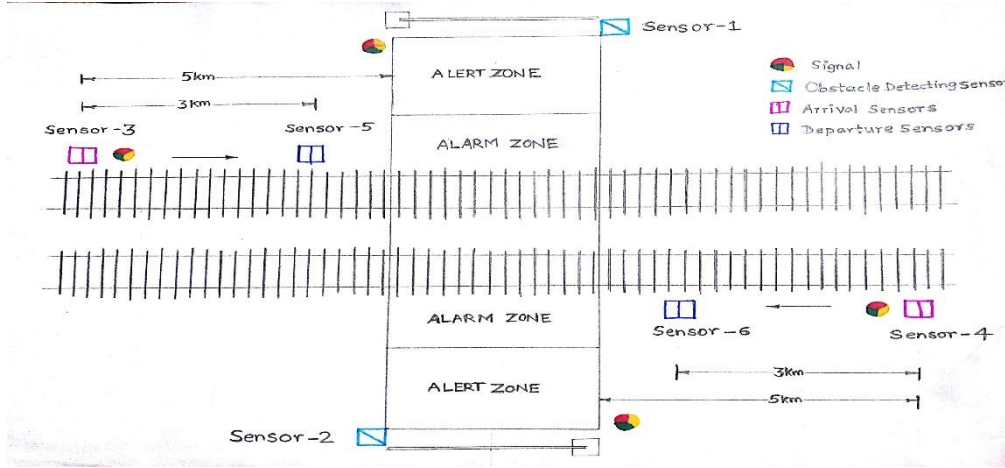 Sensor-1
Signal
Obstacle Detecting Sensor
Arrival Sensors
Departure Sensors
ALERT ZONE
5km
3km
Sensor-3
Sensor-5
ALARM ZONE
ALARM ZONE
Sensor-6
Sensor-4
3km
5km
ALERT ZONE
Sensor-2